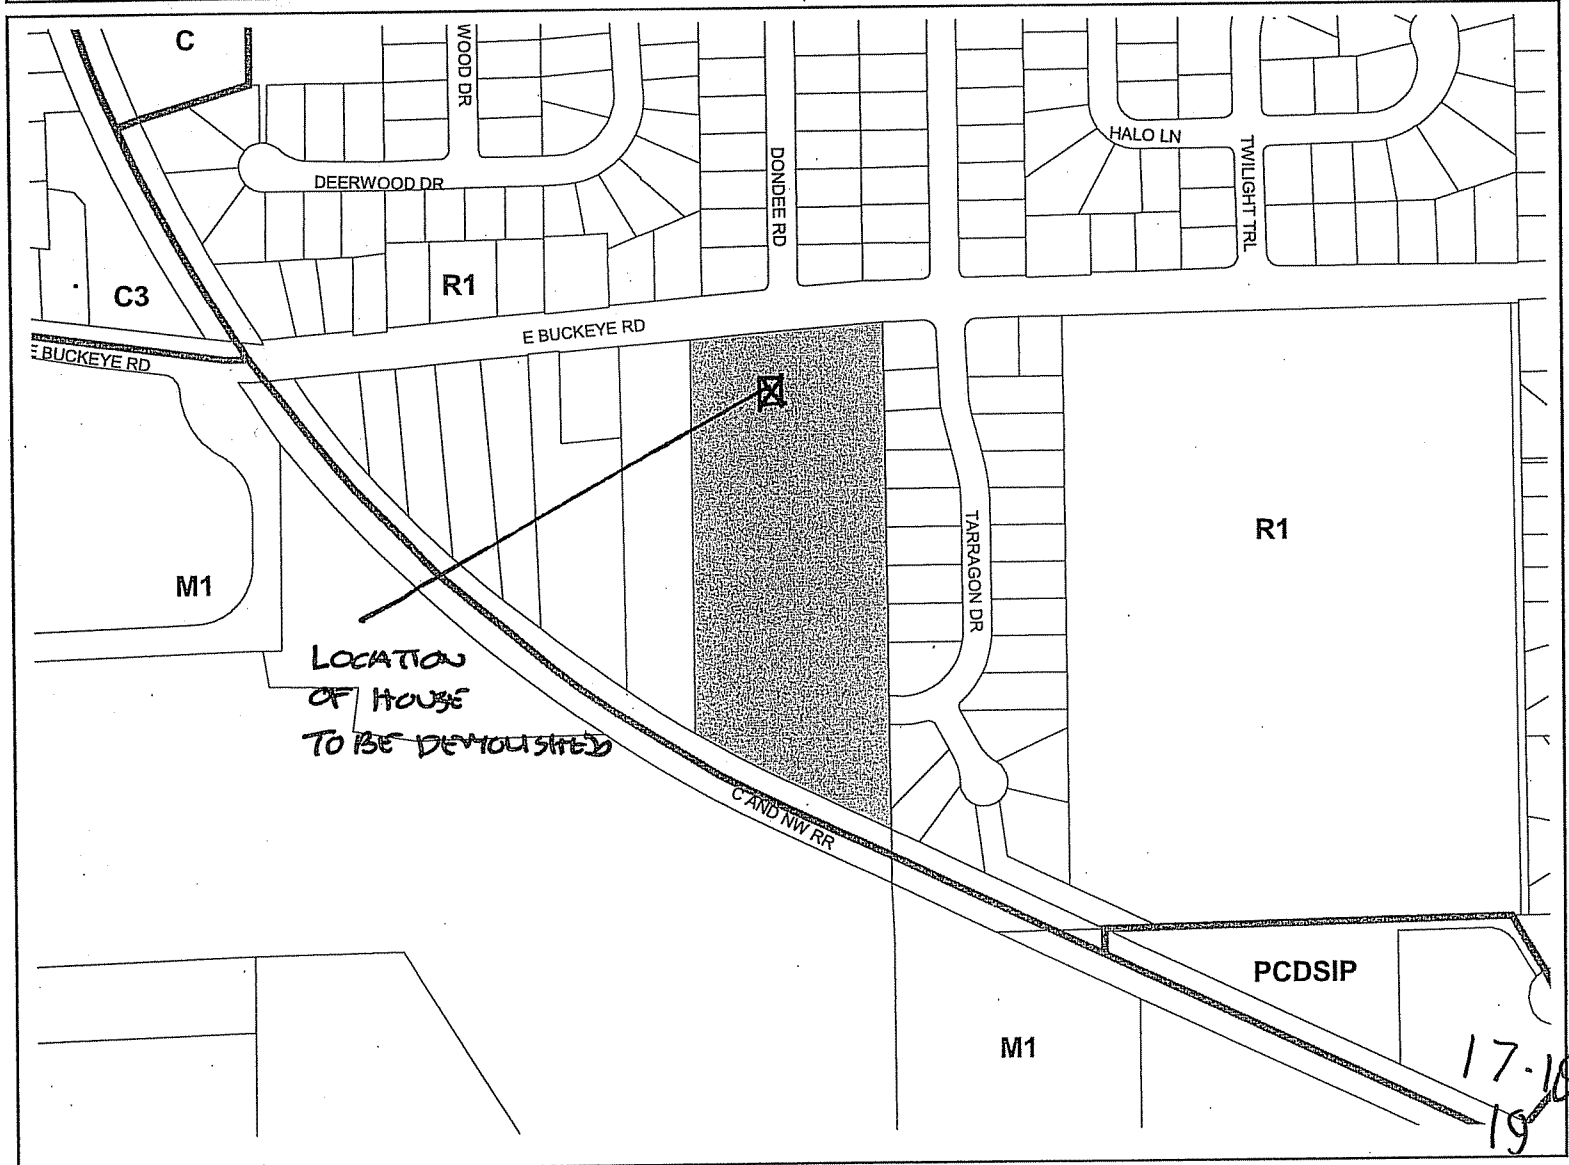 C
WOOD DR
HALO LN
DONDEE RD
TWILIGHT TRL
DEERWOOD DR
C3
R1
E BUCKEYE RD
E BUCKEYE RD
R1
M1
TARRAGON DR
LOCATION
OF HOUSE
TO BE DEMOLISHED
C AND NW RR
PCDSIP
M1
17-18
19